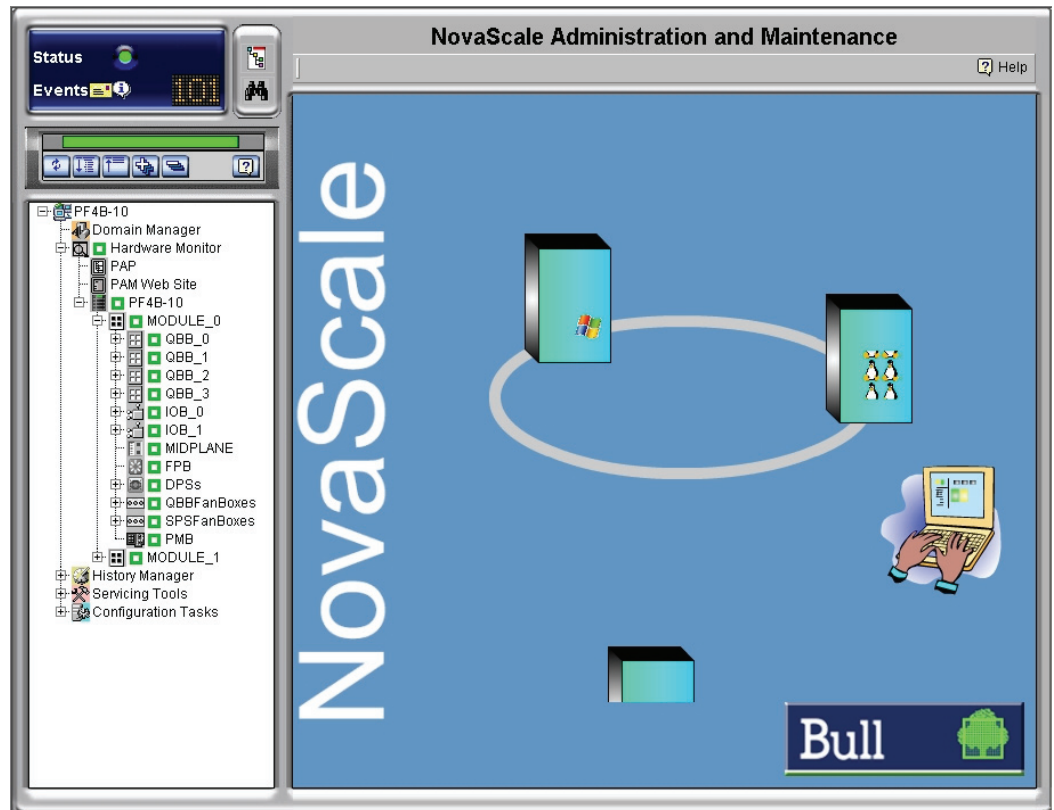 NovaScale Administration and Maintenance
Status
Events
101
Help
PF4B-10
Domain Manager
Hardware Monitor
PAP
PAM Web Site
PF4B-10
MODULE_0
QBB_0
QBB_1
QBB_2
QBB_3
IOB_0
IOB_1
MIDPLANE
FPB
DPSs
QBBFanBoxes
SPSFanBoxes
PMB
MODULE_1
History Manager
Servicing Tools
Configuration Tasks
NovaScale
Bull